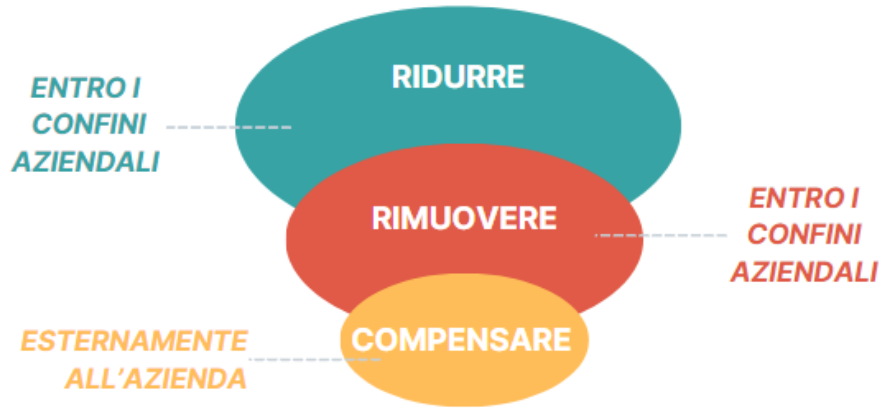 RIDURRE
ENTRO I
CONFINI
AZIENDALI
RIMUOVERE
ENTRO I
CONFINI
AZIENDALI
COMPENSARE
ESTERNAMENTE
ALL'AZIENDA